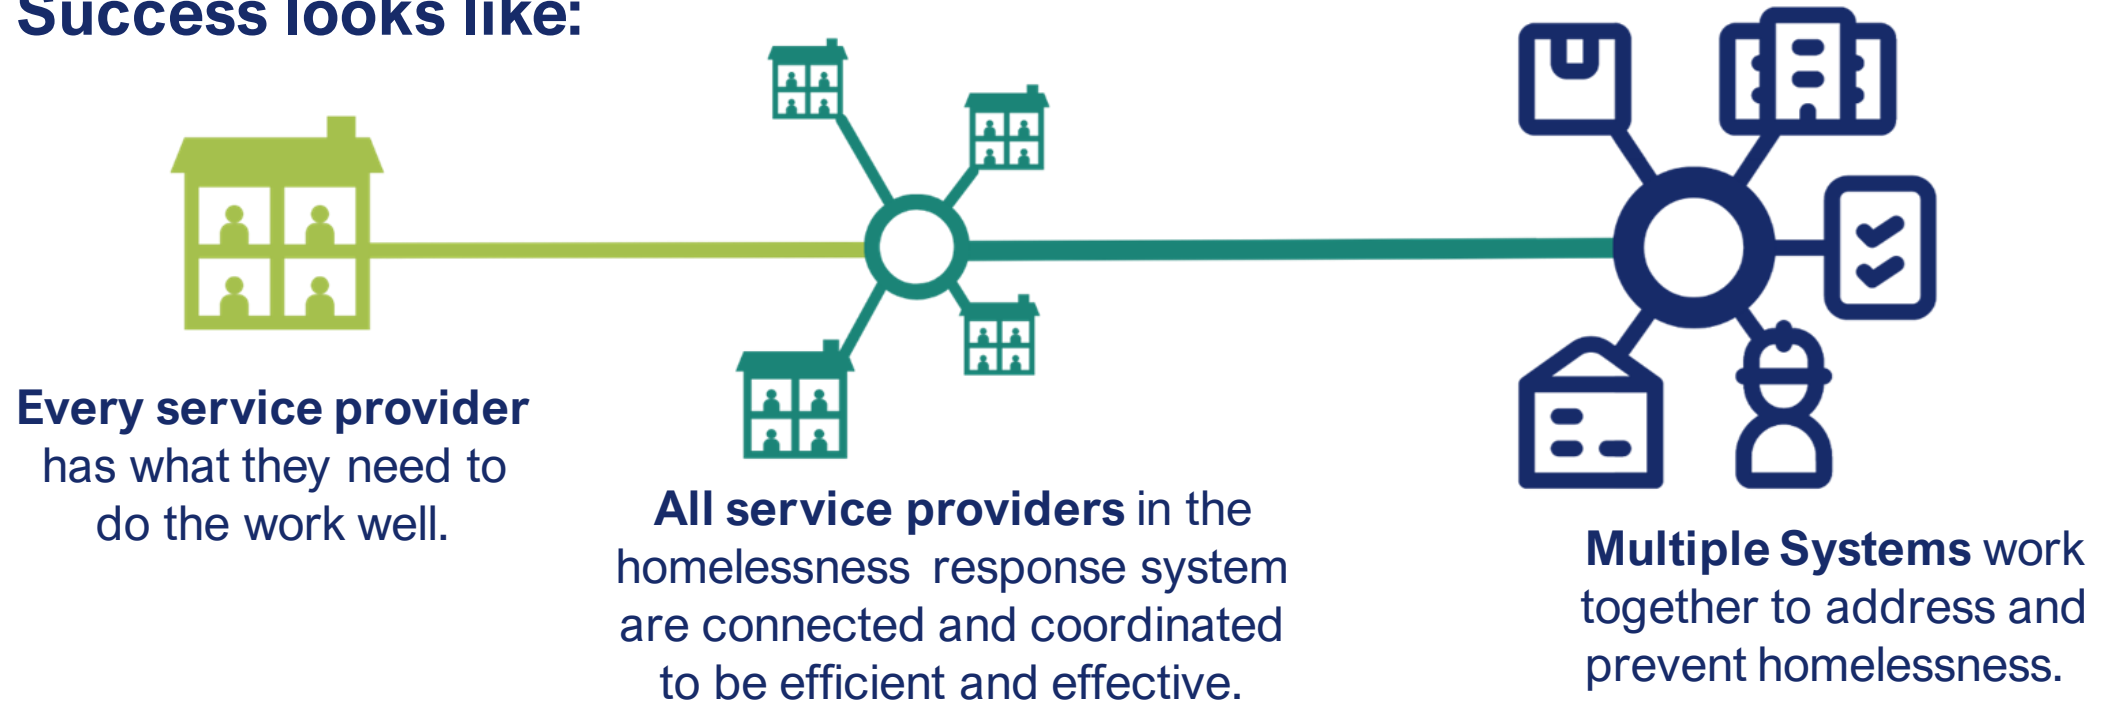 Success looks like:
Every service provider
has what they need to
do the work well.
All service providers in the
homelessness response system
are connected and coordinated
to be efficient and effective.
Multiple Systems work
together to address and
prevent homelessness.